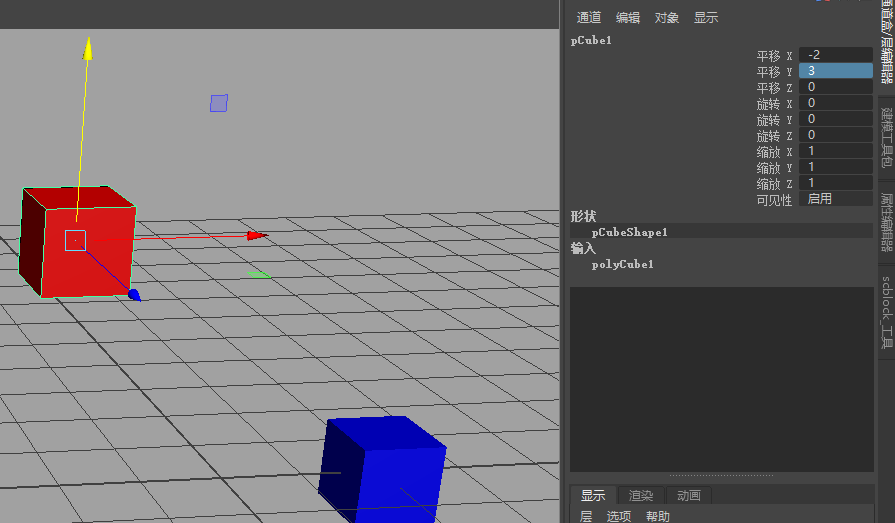 通道 编辑 对象 显示
pCube1
平移 X -2
平移 Y 3
平移 Z 0
旋转 X 0
旋转 Y 0
旋转 Z 0
缩放 X 1
缩放 Y 1
缩放 Z 1
可见性 启用
形状
pCubeShape1
输入
polyCube1
显示 渲染 动画
层 选项 帮助
通道盒/层编辑器
建模工具包
属性编辑器
scblock_工具